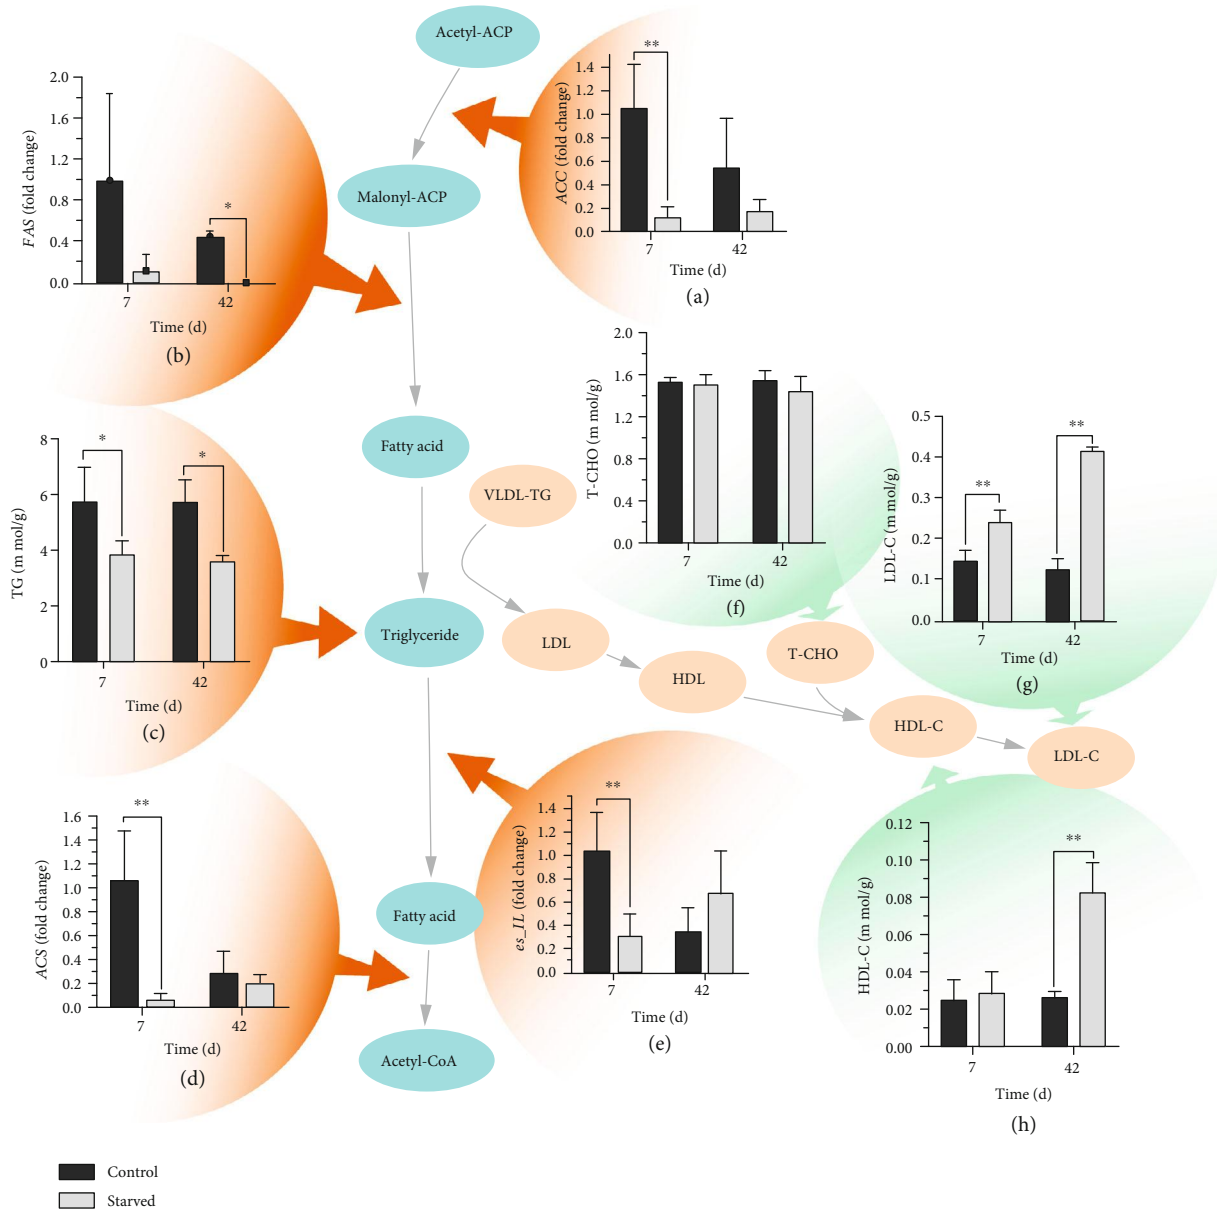 Acetyl-ACP
Malonyl-ACP
Fatty acid
Triglyceride
Fatty acid
Acetyl-CoA
VLDL-TG
LDL
HDL
T-CHO
HDL-C
LDL-C
ACC (fold change)
1.4
1.2
1.0
0.8
0.6
0.4
0.2
0.0
**
7
42
Time (d)
(a)
FAS (fold change)
2.0
1.6
1.2
0.8
0.4
0.0
*
7
42
Time (d)
(b)
TG (m mol/g)
8
6
4
2
0
*
*
7
42
Time (d)
(c)
ACS (fold change)
1.6
1.4
1.2
1.0
0.8
0.6
0.4
0.2
0.0
**
7
42
Time (d)
(d)
es_IL (fold change)
1.4
1.2
1.0
0.8
0.6
0.4
0.2
0.0
**
7
42
Time (d)
(e)
T-CHO (m mol/g)
2.0
1.6
1.2
0.8
0.4
0.0
7
42
Time (d)
(f)
LDL-C (m mol/g)
0.5
0.4
0.3
0.2
0.1
0.0
**
**
7
42
Time (d)
(g)
HDL-C (m mol/g)
0.12
0.10
0.08
0.06
0.04
0.02
0.00
**
7
42
Time (d)
(h)
Control
Starved